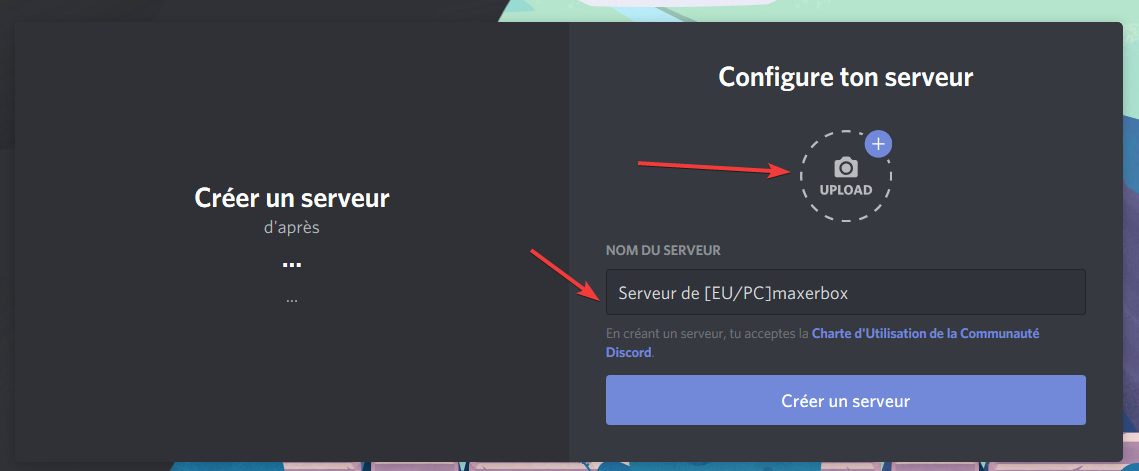 Créer un serveur
d'après
...
...
Configure ton serveur
UPLOAD
NOM DU SERVEUR
Serveur de [EU/PC]maxerbox
En créant un serveur, tu acceptes la Charte d'Utilisation de la Communauté
Discord.
Créer un serveur